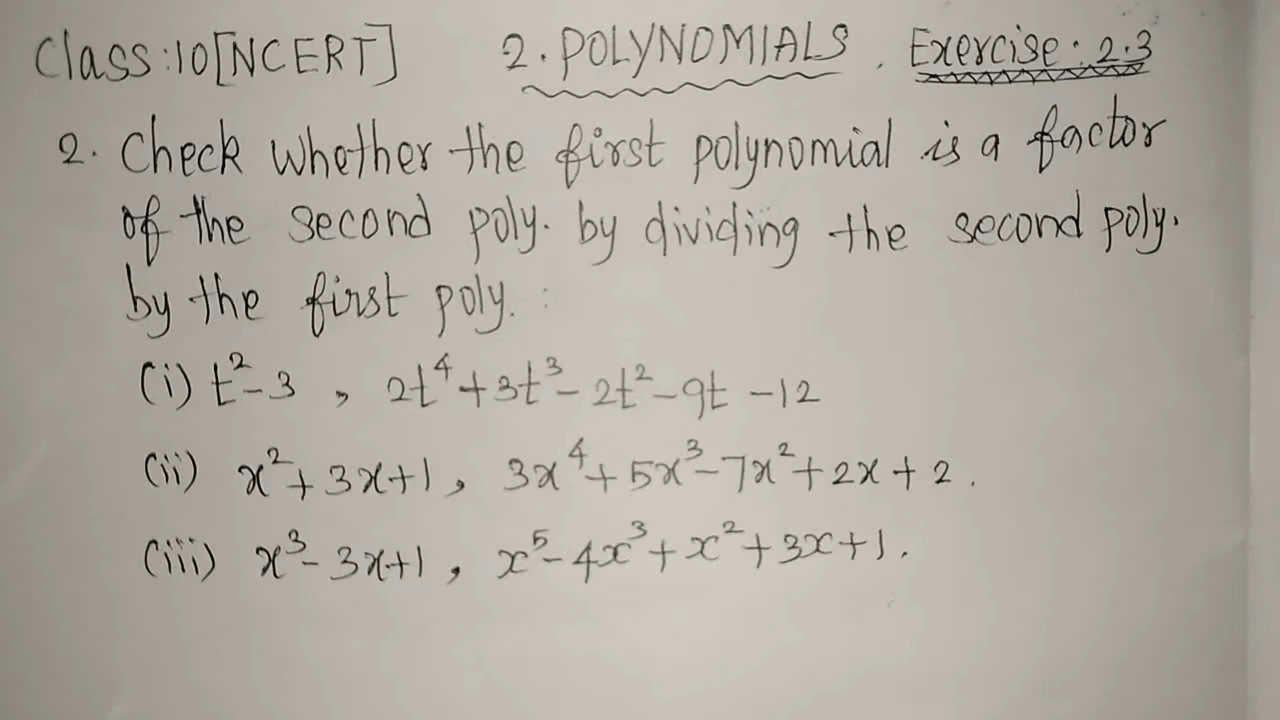 Class:10[NCERT] 2. POLYNOMIALS. Exercise: 2.3
2. Check whether the first polynomial is a factor
of the second poly. by dividing the second poly.
by the first poly. :
(i) t²-3, 2t⁴+3t³-2t²-9t-12
(ii) x²+3x+1, 3x⁴+5x³-7x²+2x+2.
(iii) x³-3x+1, x⁵-4x³+x²+3x+1.